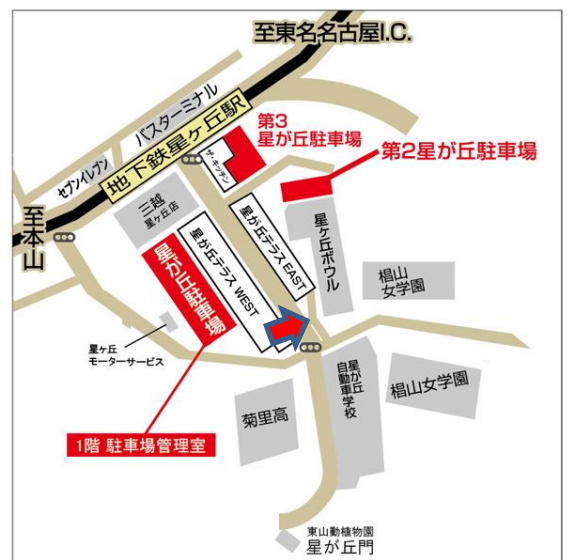 至東名名古屋I.C.
バスターミナル
地下鉄星ヶ丘駅
セブンイレブン
至本山
第3
星が丘駐車場
ザ・キッチン
第2星が丘駐車場
三越
星ヶ丘店
星が丘テラス WEST
星が丘テラス EAST
星ヶ丘ボウル
椙山
女学園
星が丘駐車場
星ヶ丘
モーターサービス
1階 駐車場管理室
菊里高
星が丘
自動車学校
椙山女学園
東山動植物園
星が丘門